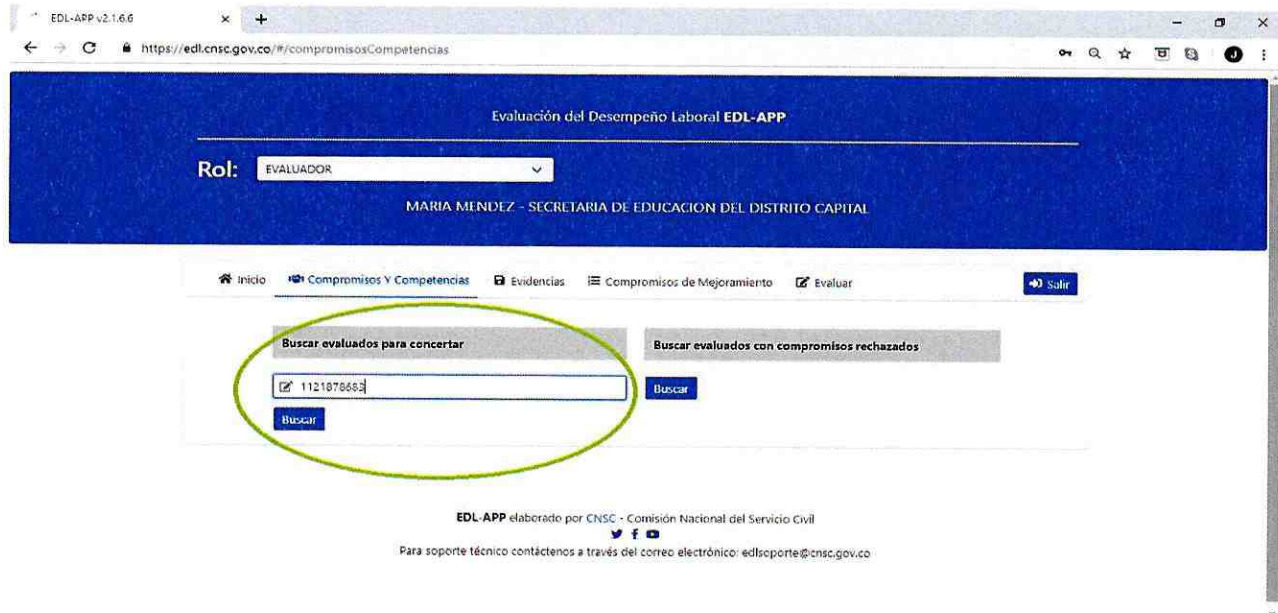 EDL-APP v2.1.6.6
https://edl.cnsc.gov.co/#/compromisosCompetencias
J
Evaluación del Desempeño Laboral EDL-APP
Rol: EVALUADOR
MARIA MENDEZ - SECRETARIA DE EDUCACION DEL DISTRITO CAPITAL
Inicio Compromisos Y Competencias Evidencias Compromisos de Mejoramiento Evaluar Salir
Buscar evaluados para concertar Buscar evaluados con compromisos rechazados
1121878683 Buscar
Buscar
EDL-APP elaborado por CNSC - Comisión Nacional del Servicio Civil
Para soporte técnico contáctenos a través del correo electrónico: edlsoporte@cnsc.gov.co